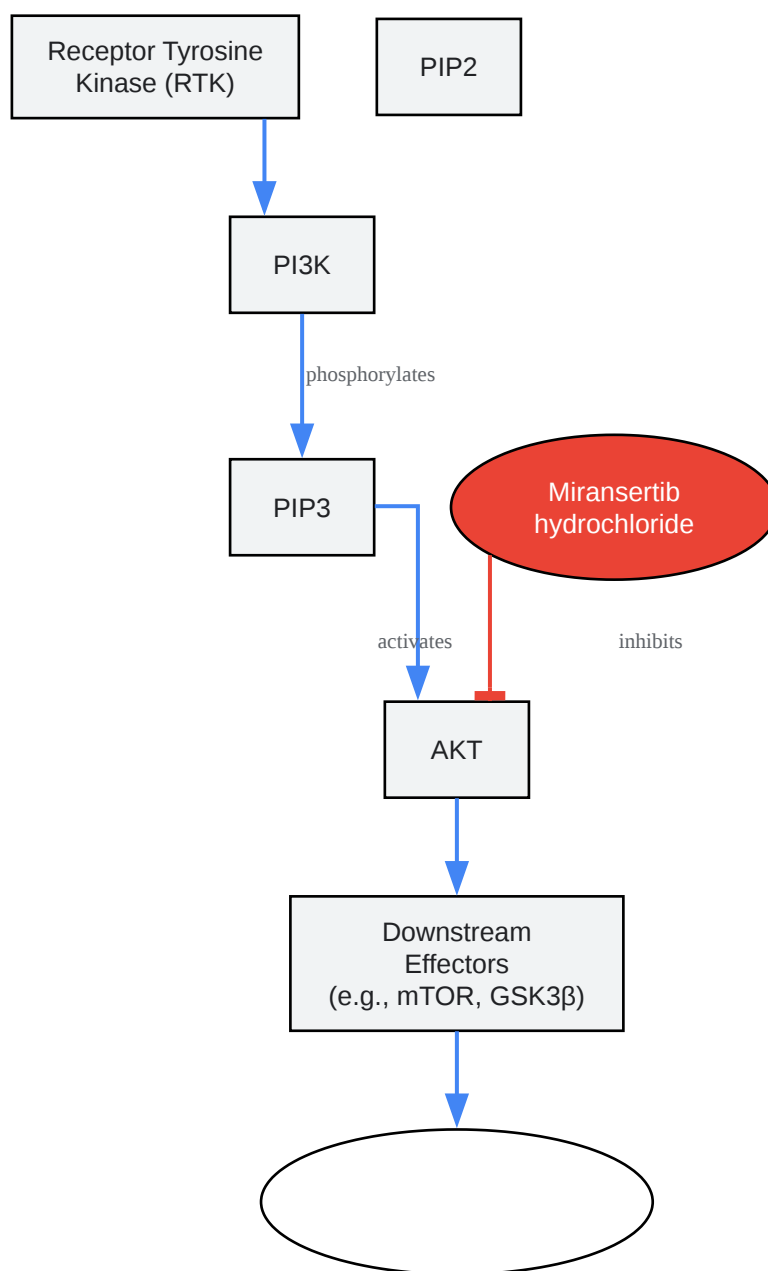 Receptor Tyrosine
Kinase (RTK)
PIP2
PI3K
phosphorylates
PIP3
Miransertib
hydrochloride
activates
inhibits
AKT
Downstream
Effectors
(e.g., mTOR, GSK3β)